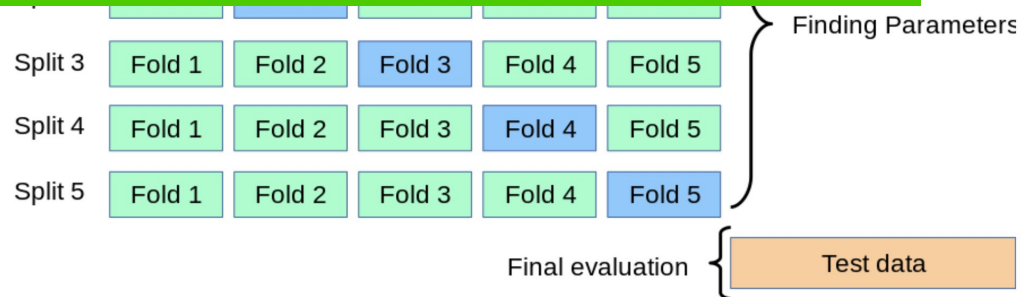 Finding Parameters
Split 3 Fold 1 Fold 2 Fold 3 Fold 4 Fold 5
Split 4 Fold 1 Fold 2 Fold 3 Fold 4 Fold 5
Split 5 Fold 1 Fold 2 Fold 3 Fold 4 Fold 5
Final evaluation Test data